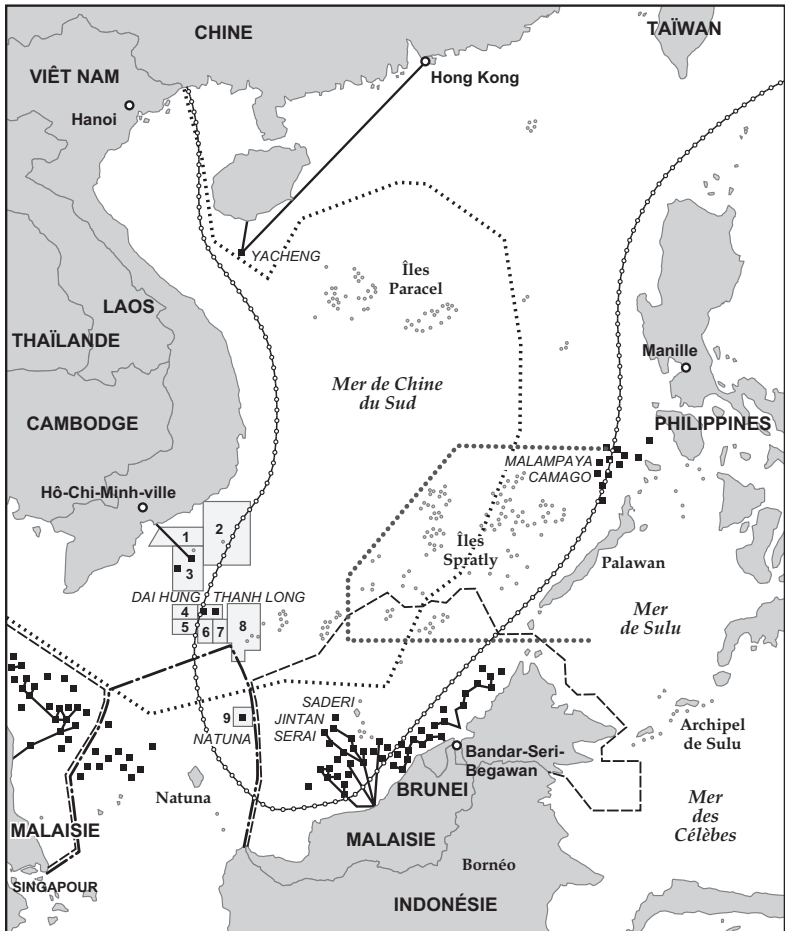 CHINE
TAÏWAN
VIÊT NAM
Hong Kong
Hanoi
YACHENG
Îles
Paracel
LAOS
THAÏLANDE
Mer de Chine
du Sud
Manille
CAMBODGE
PHILIPPINES
MALAMPAYA
CAMAGO
Hô-Chi-Minh-ville
1
2
3
Îles
Spratly
Palawan
DAI HUNG
THANH LONG
4
5
6
7
8
Mer
de Sulu
9
NATUNA
SADERI
JINTAN
SERAI
Archipel
de Sulu
Bandar-Seri-
Begawan
Natuna
BRUNEI
Mer
des
Célèbes
MALAISIE
MALAISIE
SINGAPOUR
Bornéo
INDONÉSIE